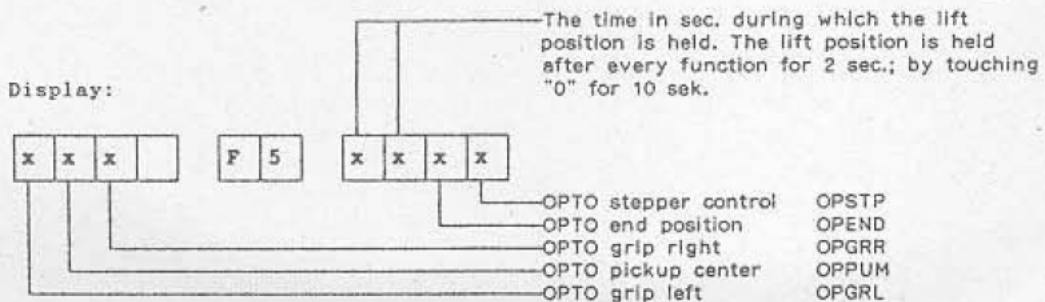 The time in sec. during which the lift
position is held. The lift position is held
after every function for 2 sec.; by touching
"0" for 10 sek.
Display:
x x x F 5 x x x x
OPTO stepper control OPSTP
OPTO end position OPEND
OPTO grip right OPGRR
OPTO pickup center OPPUM
OPTO grip left OPGRL